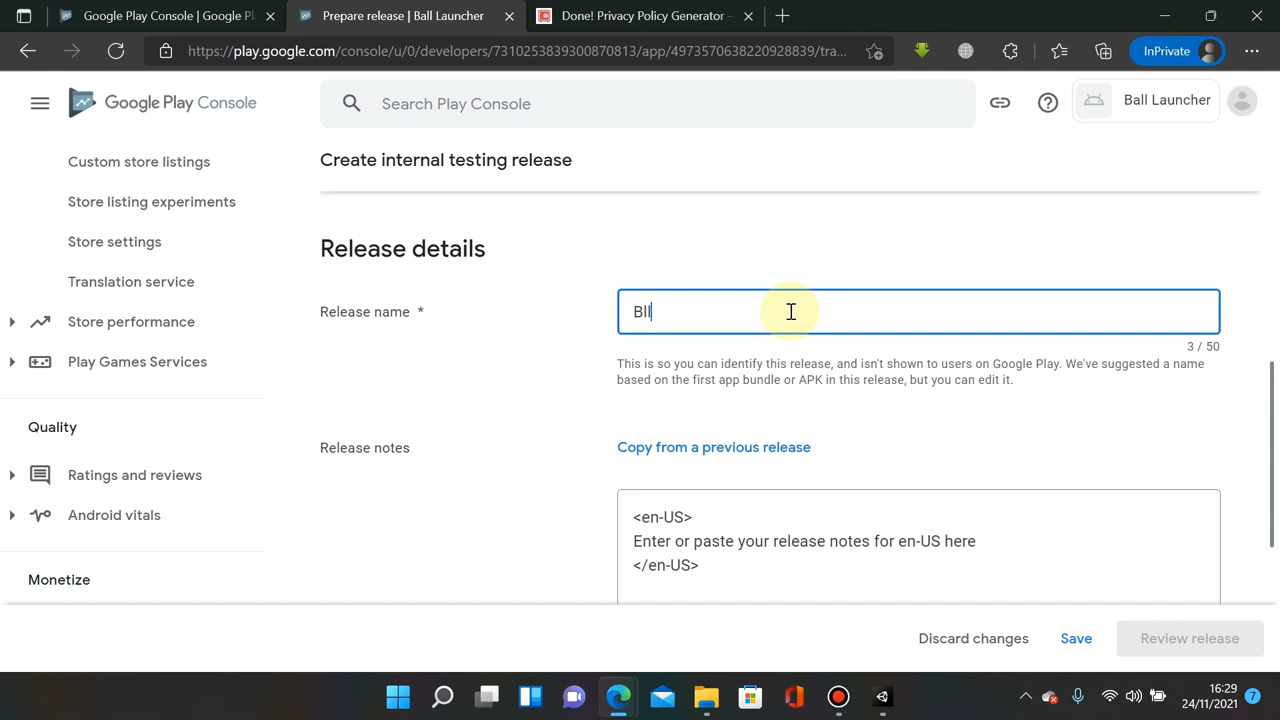 Google Play Console | Google P
Prepare release | Ball Launcher
Done! Privacy Policy Generator –
https://play.google.com/console/u/0/developers/7310253839300870813/app/4973570638220928839/tra...
InPrivate
Google Play Console
Search Play Console
Ball Launcher
Custom store listings
Store listing experiments
Store settings
Translation service
Store performance
Play Games Services
Quality
Ratings and reviews
Android vitals
Monetize
Create internal testing release
Release details
Release name *
Bll
3 / 50
This is so you can identify this release, and isn't shown to users on Google Play. We've suggested a name
based on the first app bundle or APK in this release, but you can edit it.
Release notes
Copy from a previous release
<en-US>
Enter or paste your release notes for en-US here
</en-US>
Discard changes
Save
Review release
16:29
24/11/2021
7